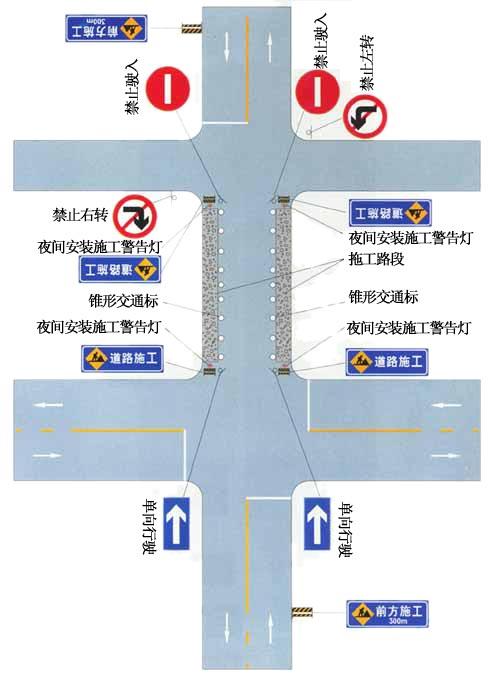 前方施工
300m
禁止驶入
禁止驶入
禁止左转
禁止右转
道路施工
夜间安装施工警告灯
夜间安装施工警告灯
道路施工
拖工路段
锥形交通标
锥形交通标
夜间安装施工警告灯
夜间安装施工警告灯
道路施工
道路施工
单向行驶
单向行驶
前方施工
300m